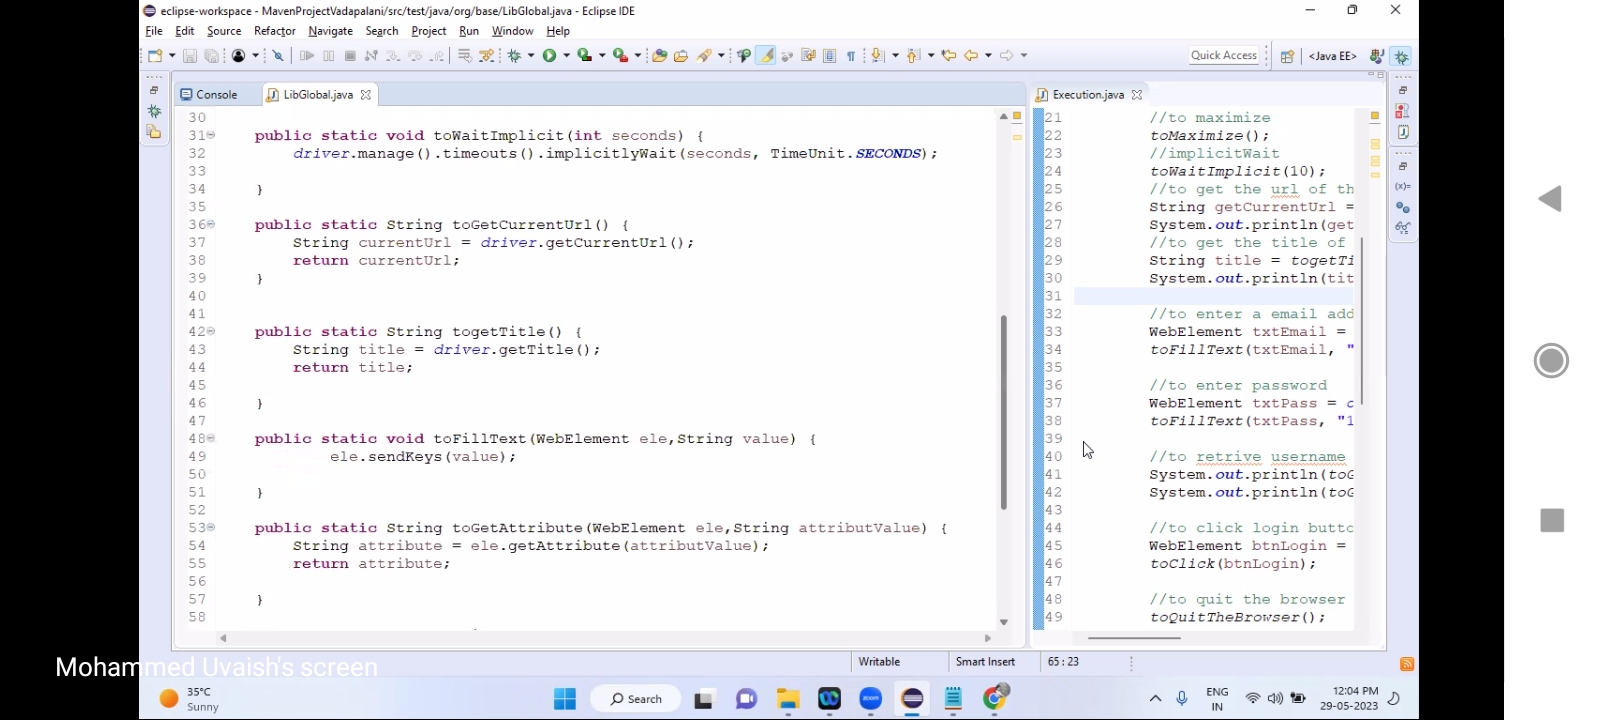 eclipse-workspace - MavenProjectVadapalani/src/test/java/org/base/LibGlobal.java - Eclipse IDE
File Edit Source Refactor Navigate Search Project Run Window Help
Quick Access
<Java EE>
Console
LibGlobal.java
30
31 public static void toWaitImplicit(int seconds) {
32 driver.manage().timeouts().implicitlyWait(seconds, TimeUnit.SECONDS);
33
34 }
35
36 public static String toGetCurrentUrl() {
37 String currentUrl = driver.getCurrentUrl();
38 return currentUrl;
39 }
40
41
42 public static String togetTitle() {
43 String title = driver.getTitle();
44 return title;
45
46 }
47
48 public static void toFillText(WebElement ele,String value) {
49 ele.sendKeys(value);
50
51 }
52
53 public static String toGetAttribute(WebElement ele,String attributValue) {
54 String attribute = ele.getAttribute(attributValue);
55 return attribute;
56
57 }
58
Execution.java
21 //to maximize
22 toMaximize();
23 //implicitWait
24 toWaitImplicit(10);
25 //to get the url of th
26 String getCurrentUrl =
27 System.out.println(get
28 //to get the title of
29 String title = togetTi
30 System.out.println(tit
31
32 //to enter a email add
33 WebElement txtEmail =
34 toFillText(txtEmail, "
35
36 //to enter password
37 WebElement txtPass =
38 toFillText(txtPass, "1
39
40 //to retrive username
41 System.out.println(toG
42 System.out.println(toG
43
44 //to click login butto
45 WebElement btnLogin =
46 toClick(btnLogin);
47
48 //to quit the browser
49 toQuitTheBrowser();
(x)=
Writable
Smart Insert
65 : 23
Mohammed Uvaish's screen
35°C
Sunny
Search
zoom
ENG
IN
12:04 PM
29-05-2023